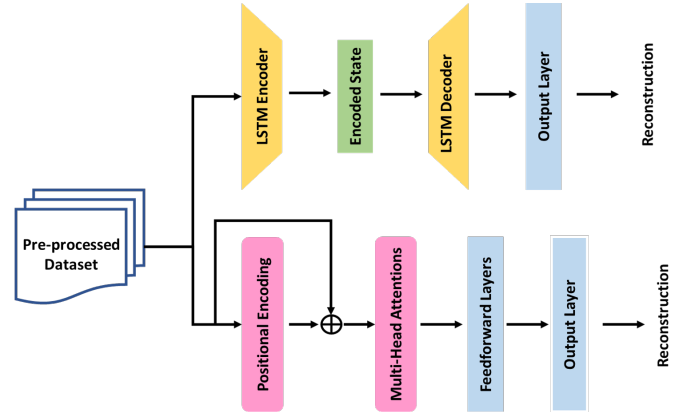 Pre-processed
Dataset
LSTM Encoder
Encoded State
LSTM Decoder
Output Layer
Reconstruction
Positional Encoding
Multi-Head Attentions
Feedforward Layers
Output Layer
Reconstruction